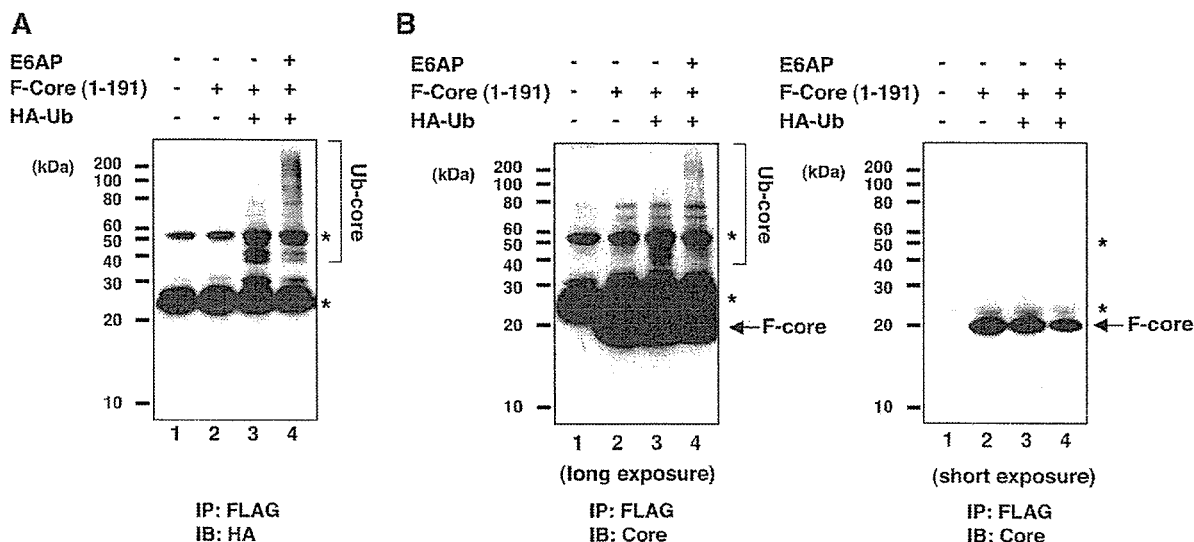 A
E6AP - - - +
F-Core (1-191) - + + +
HA-Ub - - + +
(kDa)
200
100
80
60
50
40
30
20
10
Ub-core
*
*
1 2 3 4
IP: FLAG
IB: HA
B
E6AP - - - +
F-Core (1-191) - + + +
HA-Ub - - + +
(kDa)
200
100
80
60
50
40
30
20
10
Ub-core
*
*
F-core
1 2 3 4
(long exposure)
IP: FLAG
IB: Core
E6AP - - - +
F-Core (1-191) - + + +
HA-Ub - - + +
(kDa)
200
100
80
60
50
40
30
20
10
*
*
F-core
1 2 3 4
(short exposure)
IP: FLAG
IB: Core